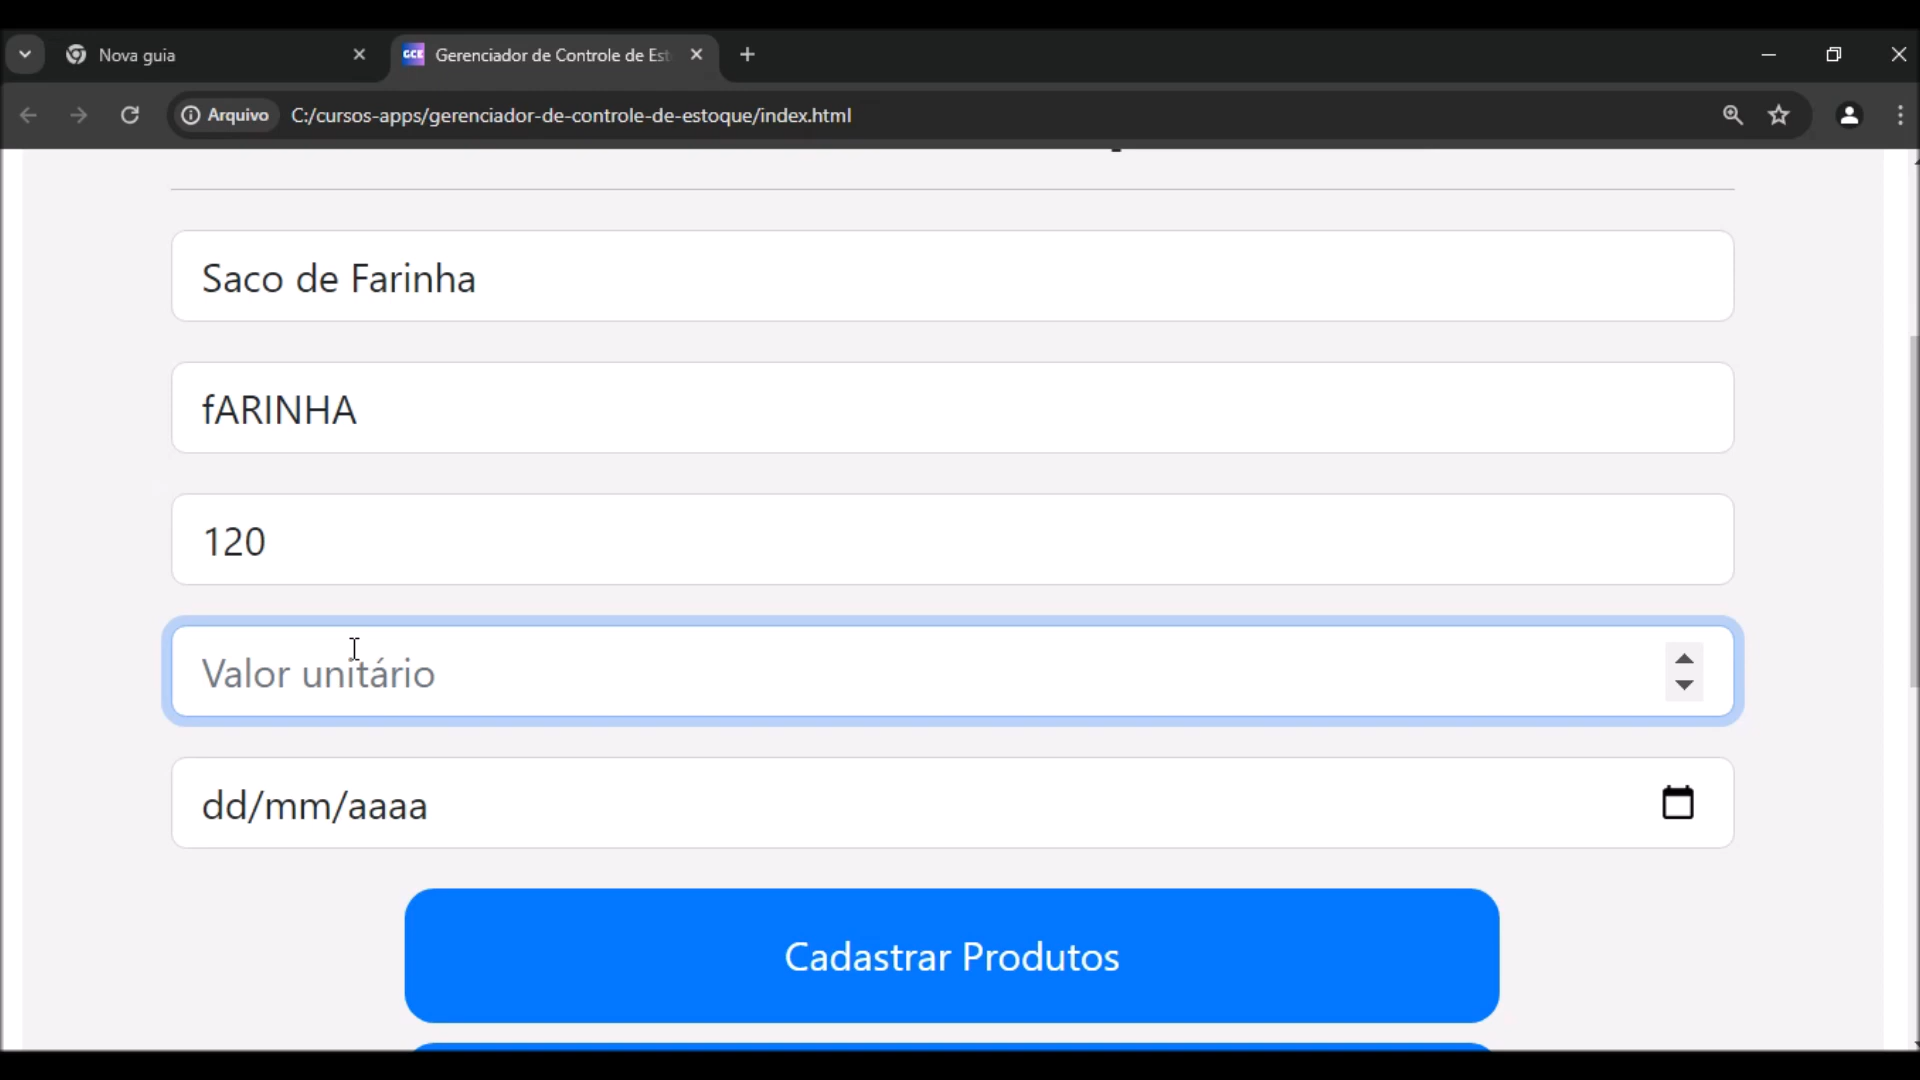 Nova guia
GCE
Gerenciador de Controle de Est
Arquivo
C:/cursos-apps/gerenciador-de-controle-de-estoque/index.html
Saco de Farinha
fARINHA
120
Valor unitário
dd/mm/aaaa
Cadastrar Produtos